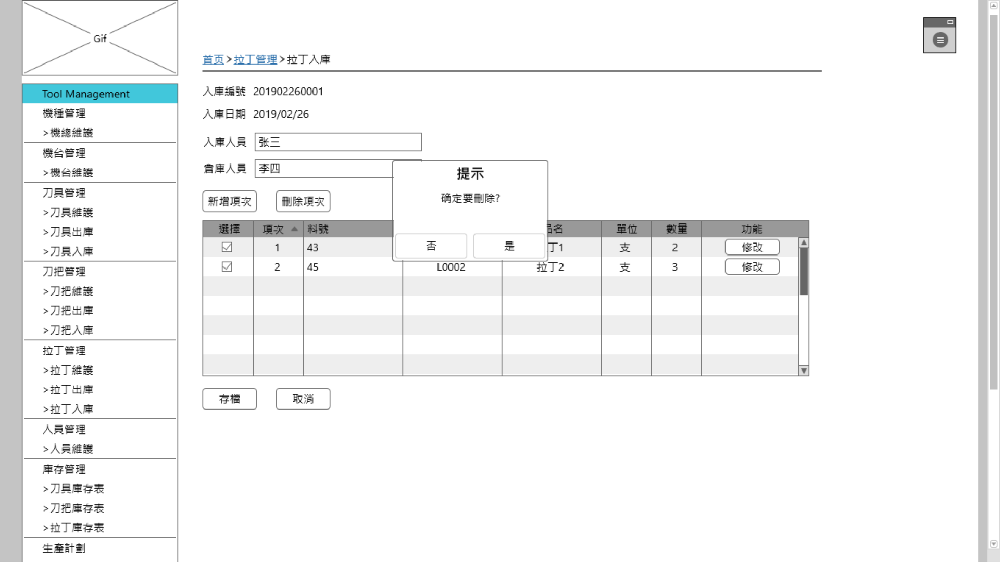 Gif
首页>拉丁管理>拉丁入庫
Tool Management
機種管理
>機總維護
機台管理
>機台維護
刀具管理
>刀具維護
>刀具出庫
>刀具入庫
刀把管理
>刀把維護
>刀把出庫
>刀把入庫
拉丁管理
>拉丁維護
>拉丁出庫
>拉丁入庫
人員管理
>人員維護
庫存管理
>刀具庫存表
>刀把庫存表
>拉丁庫存表
生產計劃
入庫編號 201902260001
入庫日期 2019/02/26
入庫人員 张三
倉庫人員 李四
新增項次 刪除項次
提示
确定要刪除?
否 是
選擇 項次 料號 品名 單位 數量 功能
1 43 丁1 支 2 修改
2 45 L0002 拉丁2 支 3 修改
存檔 取消